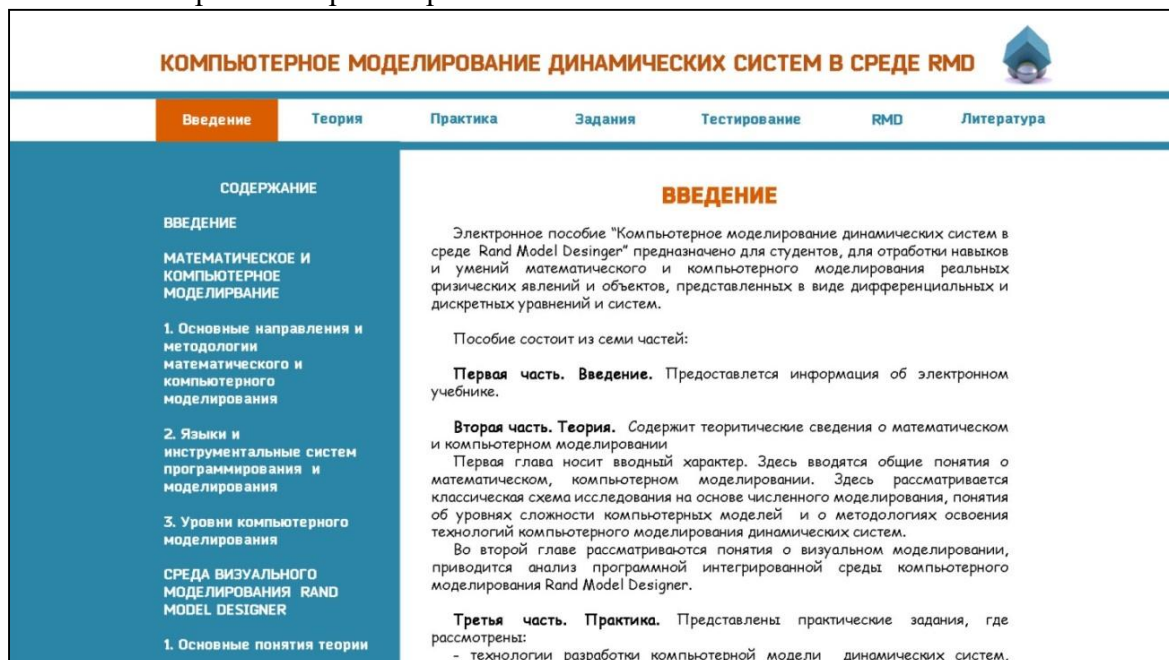 КОМПЬЮТЕРНОЕ МОДЕЛИРОВАНИЕ ДИНАМИЧЕСКИХ СИСТЕМ В СРЕДЕ RMD
Введение Теория Практика Задания Тестирование RMD Литература
СОДЕРЖАНИЕ
ВВЕДЕНИЕ
МАТЕМАТИЧЕСКОЕ И
КОМПЬЮТЕРНОЕ
МОДЕЛИРВАНИЕ
1. Основные направления и
методологии
математического и
компьютерного
моделирования
2. Языки и
инструментальные систем
программирования и
моделирования
3. Уровни компьютерного
моделирования
СРЕДА ВИЗУАЛЬНОГО
МОДЕЛИРОВАНИЯ RAND
MODEL DESIGNER
1. Основные понятия теории
ВВЕДЕНИЕ
Электронное пособие "Компьютерное моделирование динамических систем в
среде Rand Model Desinger" предназначено для студентов, для отработки навыков
и умений математического и компьютерного моделирования реальных
физических явлений и объектов, представленных в виде дифференциальных и
дискретных уравнений и систем.
Пособие состоит из семи частей:
Первая часть. Введение. Предоставлется информация об электронном
учебнике.
Вторая часть. Теория. Содержит теоритические сведения о математическом
и компьютерном моделировании
Первая глава носит вводный характер. Здесь вводятся общие понятия о
математическом, компьютерном моделировании. Здесь рассматривается
классическая схема исследования на основе численного моделирования, понятия
об уровнях сложности компьютерных моделей и о методологиях освоения
технологий компьютерного моделирования динамических систем.
Во второй главе рассматриваются понятия о визуальном моделировании,
приводится анализ программной интегрированной среды компьютерного
моделирования Rand Model Designer.
Третья часть. Практика. Представлены практические задания, где
рассмотрены:
- технологии разработки компьютерной модели динамических систем,